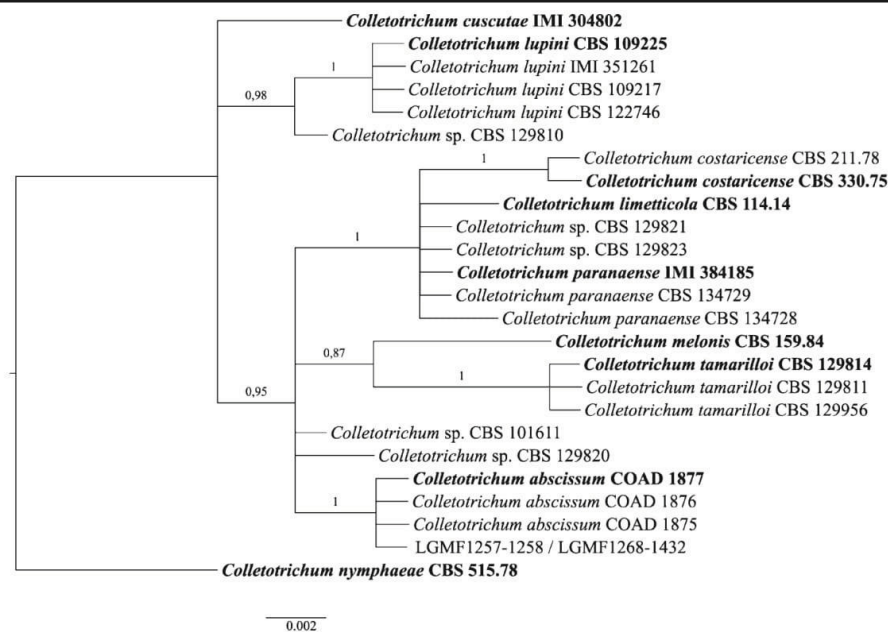 Colletotrichum cuscutae IMI 304802
Colletotrichum lupini CBS 109225
1
Colletotrichum lupini IMI 351261
0,98
Colletotrichum lupini CBS 109217
Colletotrichum lupini CBS 122746
Colletotrichum sp. CBS 129810
1
Colletotrichum costaricense CBS 211.78
Colletotrichum costaricense CBS 330.75
Colletotrichum limetticola CBS 114.14
Colletotrichum sp. CBS 129821
1
Colletotrichum sp. CBS 129823
Colletotrichum paranaense IMI 384185
Colletotrichum paranaense CBS 134729
Colletotrichum paranaense CBS 134728
Colletotrichum melonis CBS 159.84
0,87
Colletotrichum tamarilloi CBS 129814
1
Colletotrichum tamarilloi CBS 129811
0,95
Colletotrichum tamarilloi CBS 129956
Colletotrichum sp. CBS 101611
Colletotrichum sp. CBS 129820
Colletotrichum abscissum COAD 1877
1
Colletotrichum abscissum COAD 1876
Colletotrichum abscissum COAD 1875
LGMF1257-1258 / LGMF1268-1432
Colletotrichum nymphaeae CBS 515.78
0.002